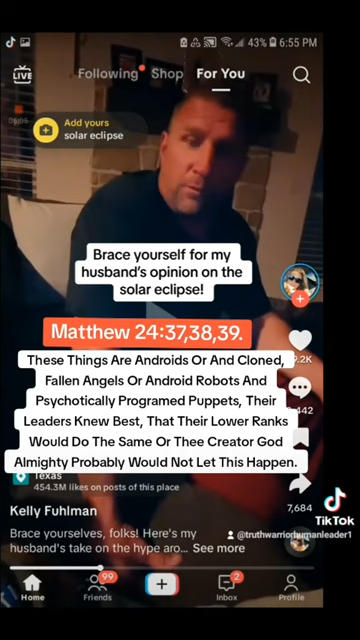 43% 6:55 PM
LIVE
Following Shop For You
Add yours
solar eclipse
Brace yourself for my
husband's opinion on the
solar eclipse!
Matthew 24:37,38,39.
These Things Are Androids Or And Cloned,
Fallen Angels Or Android Robots And
Psychotically Programed Puppets, Their
Leaders Knew Best, That Their Lower Ranks
Would Do The Same Or Thee Creator God
Almighty Probably Would Not Let This Happen.
Texas
454.3M likes on posts of this place
7,684
TikTok
Kelly Fuhlman
@truthwarriorhumanleader1
Brace yourselves, folks! Here's my
husband's take on the hype aro... See more
99
2
Home Friends Inbox Profile